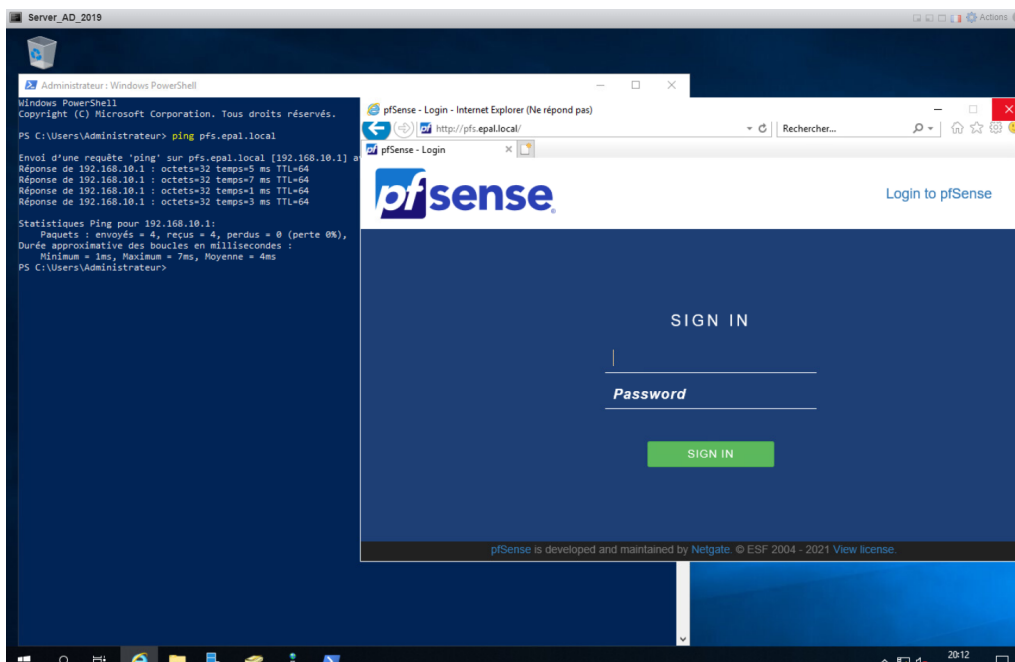 Server_AD_2019
Actions
Administrateur : Windows PowerShell
Windows PowerShell
Copyright (C) Microsoft Corporation. Tous droits réservés.
PS C:\Users\Administrateur> ping pfs.epal.local
Envoi d’une requête 'ping' sur pfs.epal.local [192.168.10.1] a
Réponse de 192.168.10.1 : octets=32 temps=5 ms TTL=64
Réponse de 192.168.10.1 : octets=32 temps=7 ms TTL=64
Réponse de 192.168.10.1 : octets=32 temps=1 ms TTL=64
Réponse de 192.168.10.1 : octets=32 temps=3 ms TTL=64
Statistiques Ping pour 192.168.10.1:
Paquets : envoyés = 4, reçus = 4, perdus = 0 (perte 0%),
Durée approximative des boucles en millisecondes :
Minimum = 1ms, Maximum = 7ms, Moyenne = 4ms
PS C:\Users\Administrateur>
pfSense - Login - Internet Explorer (Ne répond pas)
http://pfs.epal.local/
Rechercher...
pfSense - Login
pfsense
Login to pfSense
SIGN IN
Password
SIGN IN
pfSense is developed and maintained by Netgate. © ESF 2004 - 2021 View license.
20:12